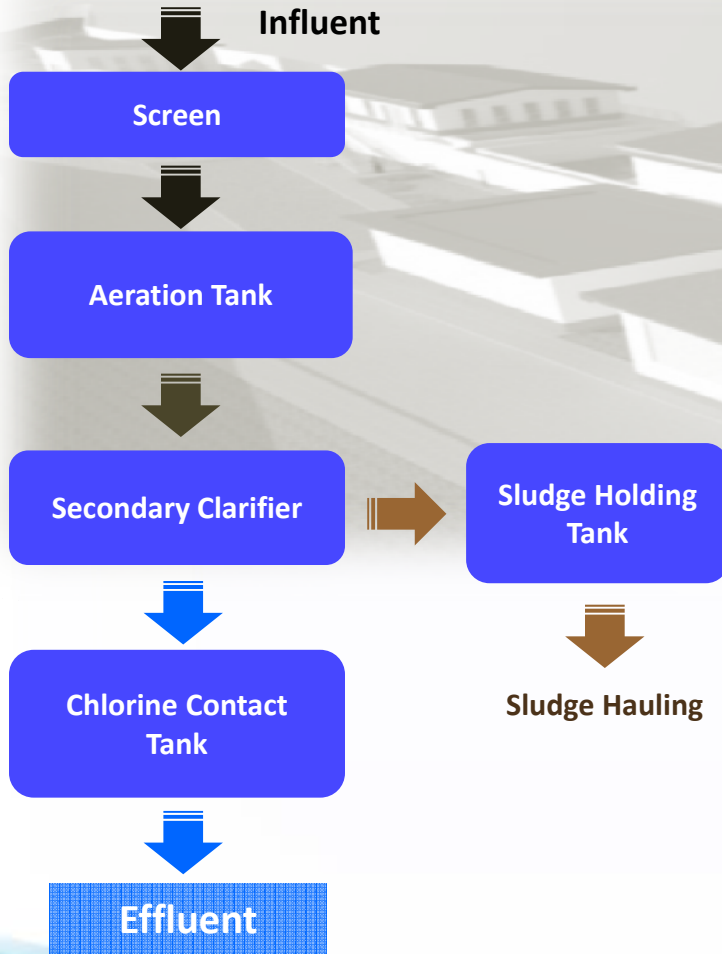 Influent
Screen
Aeration Tank
Secondary Clarifier
Sludge Holding
Tank
Chlorine Contact
Tank
Sludge Hauling
Effluent